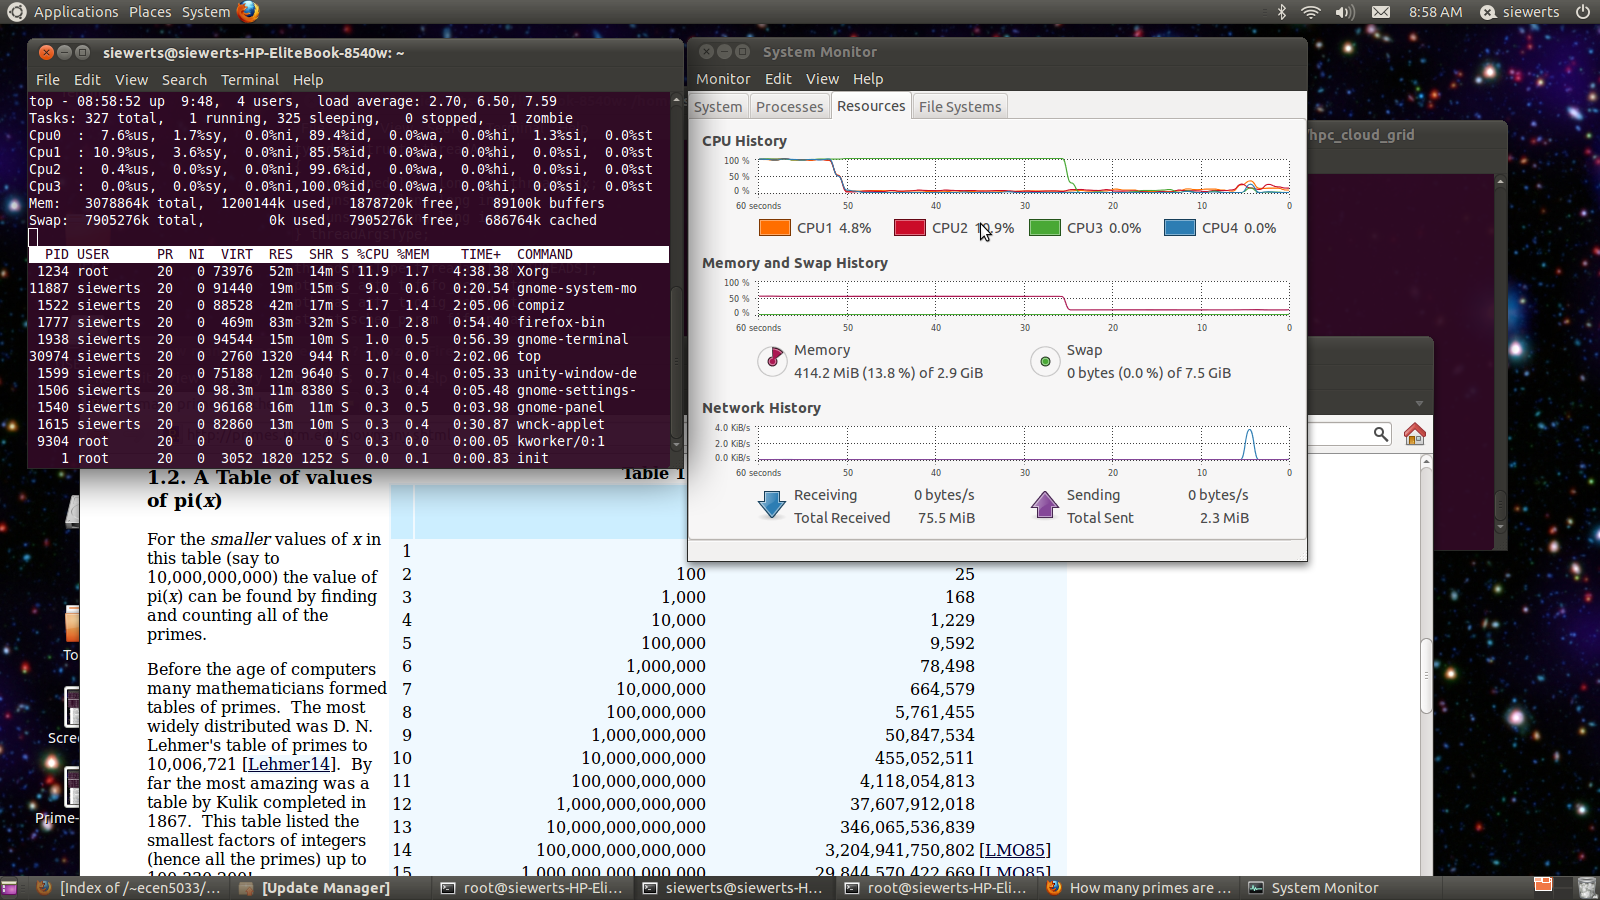 Applications Places System
8:58 AM siewerts
siewerts@siewerts-HP-EliteBook-8540w: ~
File Edit View Search Terminal Help
top - 08:58:52 up  9:48,  4 users,  load average: 2.70, 6.50, 7.59
Tasks: 327 total,   1 running, 325 sleeping,   0 stopped,   1 zombie
Cpu0  :  7.6%us,  1.7%sy,  0.0%ni, 89.4%id,  0.0%wa,  0.0%hi,  1.3%si,  0.0%st
Cpu1  : 10.9%us,  3.6%sy,  0.0%ni, 85.5%id,  0.0%wa,  0.0%hi,  0.0%si,  0.0%st
Cpu2  :  0.4%us,  0.0%sy,  0.0%ni, 99.6%id,  0.0%wa,  0.0%hi,  0.0%si,  0.0%st
Cpu3  :  0.0%us,  0.0%sy,  0.0%ni,100.0%id,  0.0%wa,  0.0%hi,  0.0%si,  0.0%st
Mem:   3078864k total,  1200144k used,  1878720k free,    89100k buffers
Swap:  7905276k total,        0k used,  7905276k free,   686764k cached
PID USER PR NI VIRT RES SHR S %CPU %MEM TIME+ COMMAND
1234 root 20 0 73976 52m 14m S 11.9 1.7 4:38.38 Xorg
11887 siewerts 20 0 91440 19m 15m S 9.0 0.6 0:20.54 gnome-system-mo
1522 siewerts 20 0 88528 42m 17m S 1.7 1.4 2:05.06 compiz
1777 siewerts 20 0 469m 83m 32m S 1.0 2.8 0:54.40 firefox-bin
1938 siewerts 20 0 94544 15m 10m S 1.0 0.5 0:56.39 gnome-terminal
30974 siewerts 20 0 2760 1320 944 R 1.0 0.0 2:02.06 top
1599 siewerts 20 0 75188 12m 9640 S 0.7 0.4 0:05.33 unity-window-de
1506 siewerts 20 0 98.3m 11m 8380 S 0.3 0.4 0:05.48 gnome-settings-
1540 siewerts 20 0 96168 16m 11m S 0.3 0.5 0:03.98 gnome-panel
1615 siewerts 20 0 82860 13m 10m S 0.3 0.4 0:30.87 wnck-applet
9304 root 20 0 0 0 0 S 0.3 0.0 0:00.05 kworker/0:1
1 root 20 0 3052 1820 1252 S 0.0 0.1 0:00.83 init
System Monitor
Monitor Edit View Help
System Processes Resources File Systems
CPU History
100 %
50 %
0 %
60 seconds 50 40 30 20 10 0
CPU1 4.8% CPU2 10.9% CPU3 0.0% CPU4 0.0%
Memory and Swap History
100 %
50 %
0 %
60 seconds 50 40 30 20 10 0
Memory
414.2 MiB (13.8 %) of 2.9 GiB
Swap
0 bytes (0.0 %) of 7.5 GiB
Network History
4.0 KiB/s
2.0 KiB/s
0.0 KiB/s
60 seconds 50 40 30 20 10 0
Receiving 0 bytes/s
Total Received 75.5 MiB
Sending 0 bytes/s
Total Sent 2.3 MiB
/hpc_cloud_grid
1.2. A Table of values
of pi(x)
For the smaller values of x in
this table (say to
10,000,000,000) the value of
pi(x) can be found by finding
and counting all of the
primes.
Before the age of computers
many mathematicians formed
tables of primes.  The most
widely distributed was D. N.
Lehmer's table of primes to
10,006,721 [Lehmer14].  By
far the most amazing was a
table by Kulik completed in
1867.  This table listed the
smallest factors of integers
(hence all the primes) up to
Table 1
1
2 100 25
3 1,000 168
4 10,000 1,229
5 100,000 9,592
6 1,000,000 78,498
7 10,000,000 664,579
8 100,000,000 5,761,455
9 1,000,000,000 50,847,534
10 10,000,000,000 455,052,511
11 100,000,000,000 4,118,054,813
12 1,000,000,000,000 37,607,912,018
13 10,000,000,000,000 346,065,536,839
14 100,000,000,000,000 3,204,941,750,802 [LMO85]
15 1,000,000,000,000,000 29,844,570,422,669 [LMO85]
To
Scree
Prime-
[Index of /~ecen5033/... [Update Manager] root@siewerts-HP-Eli... siewerts@siewerts-H... root@siewerts-HP-Eli... How many primes are ... System Monitor